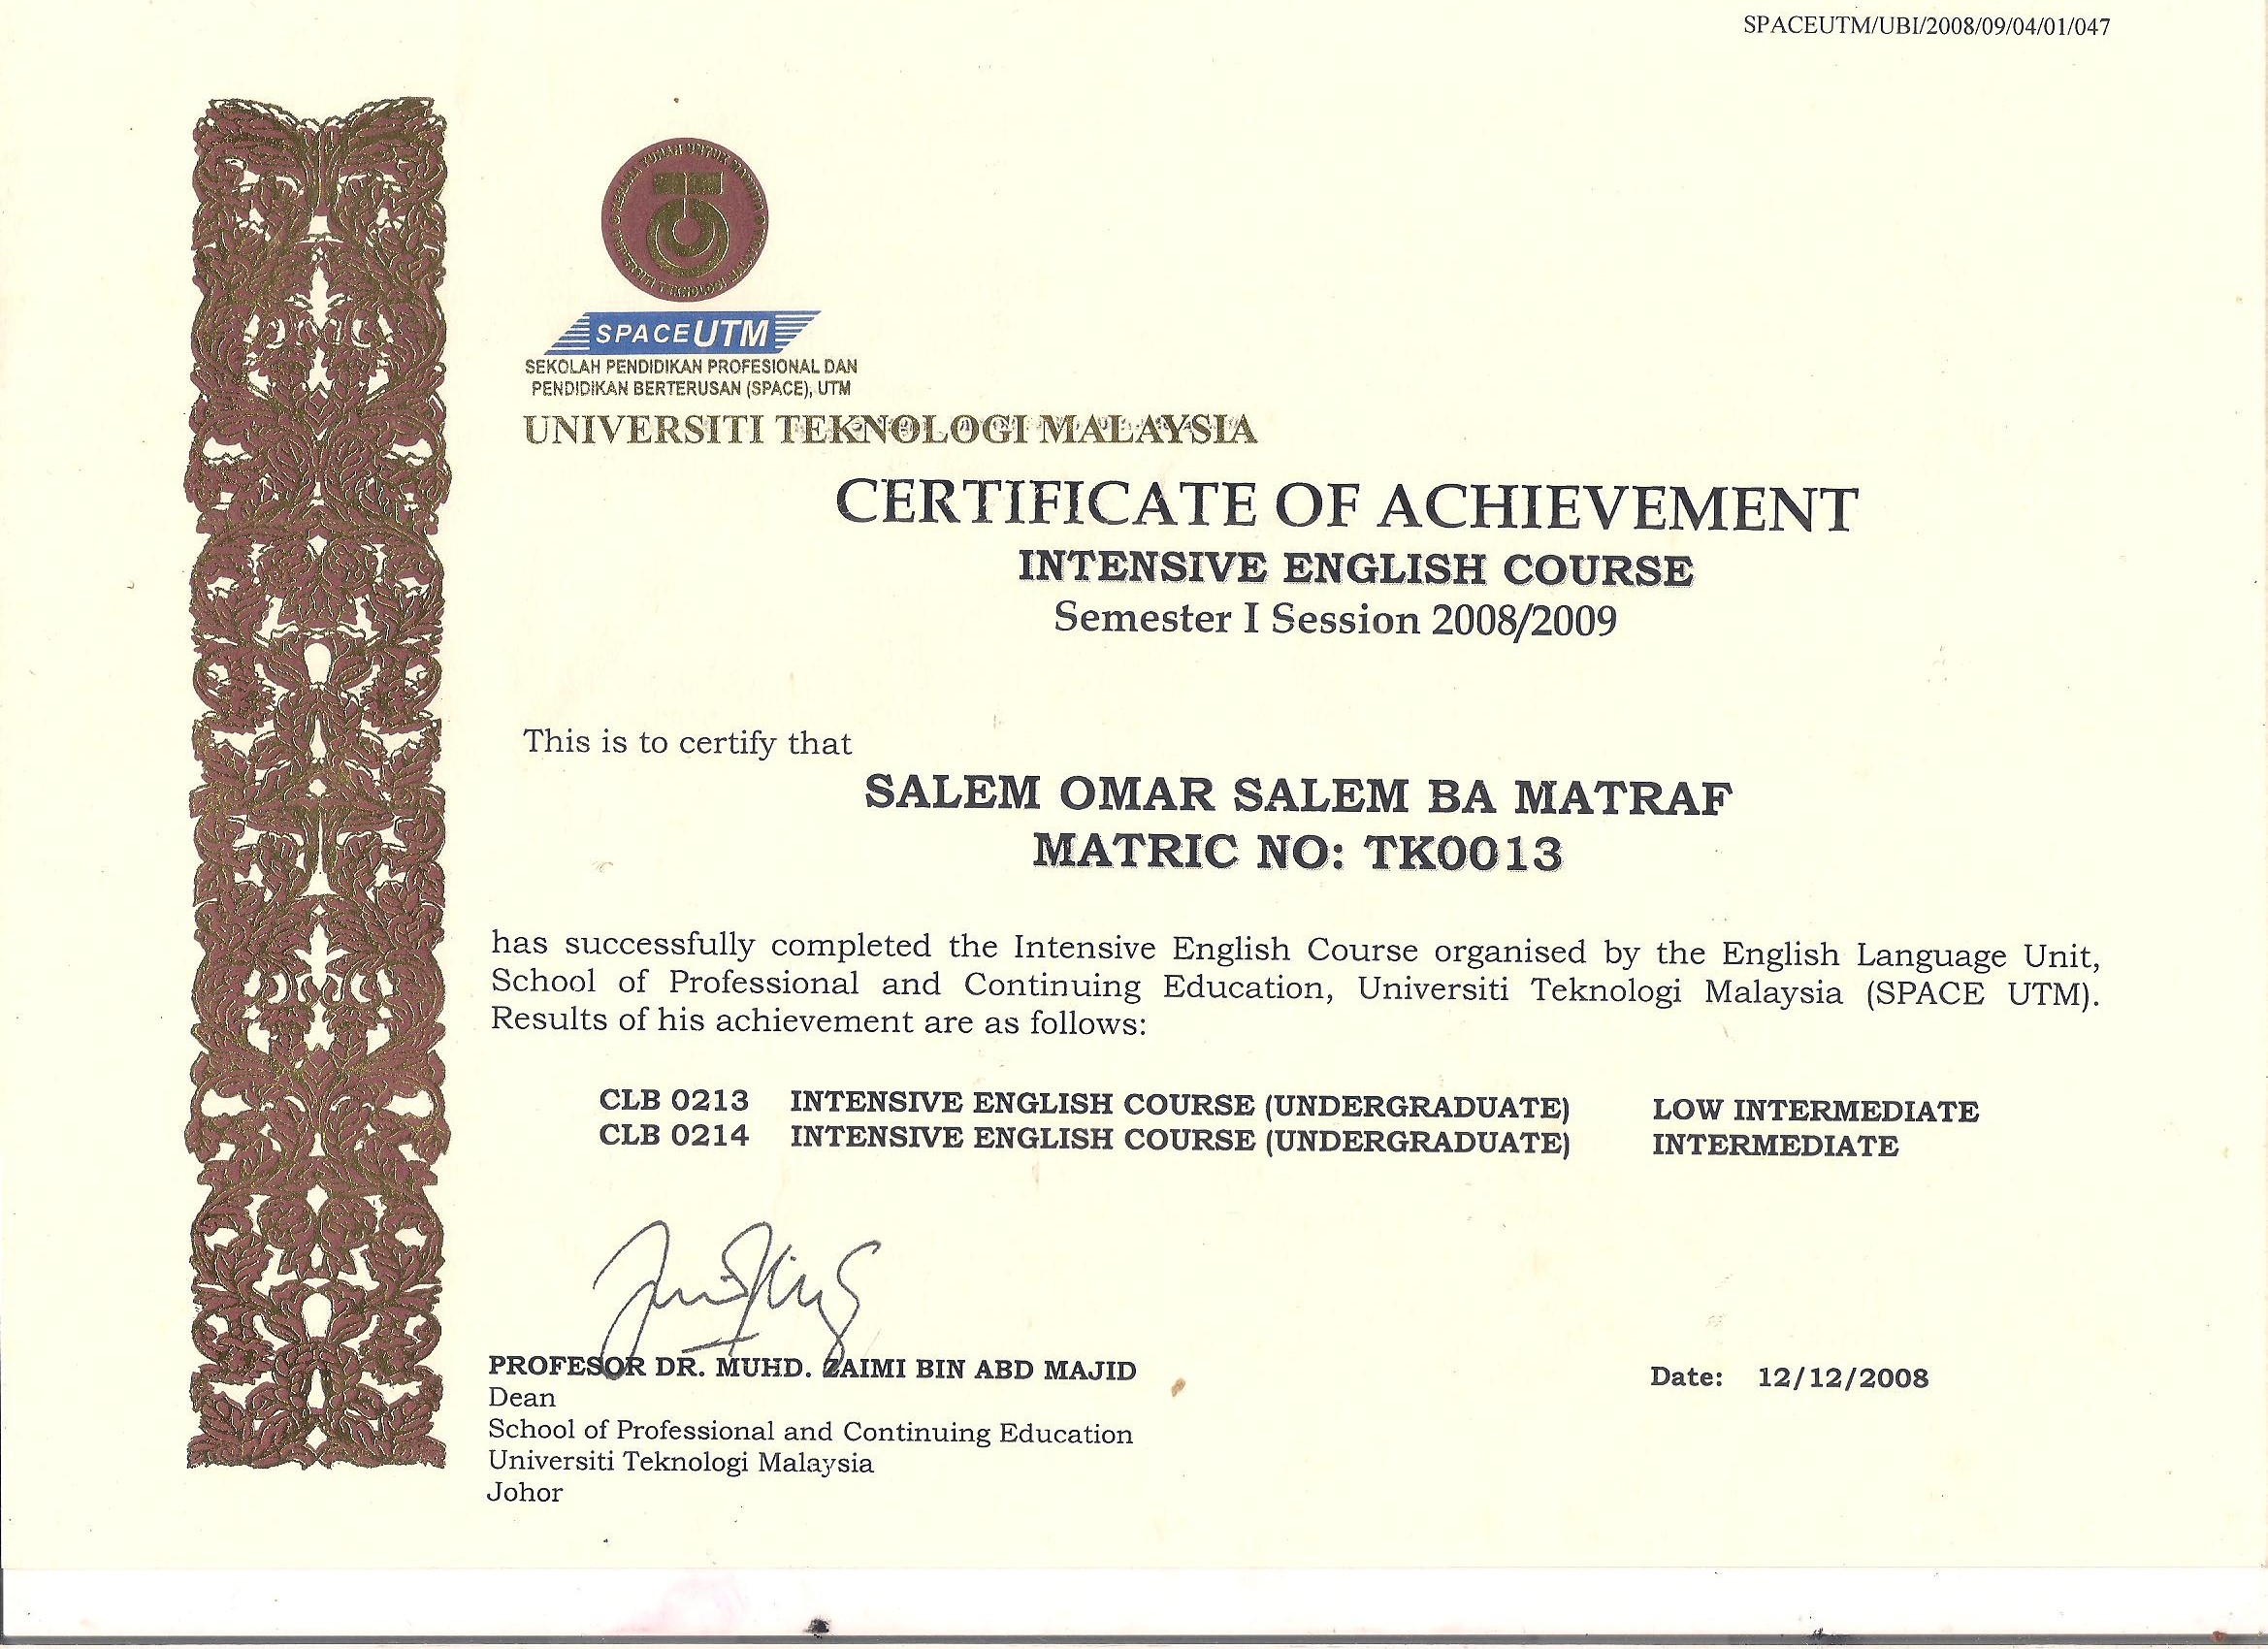 SPACEUTM/UBI/2008/09/04/01/047
SPACEUTM
SEKOLAH PENDIDIKAN PROFESIONAL DAN
PENDIDIKAN BERTERUSAN (SPACE), UTM
UNIVERSITI TEKNOLOGI MALAYSIA
CERTIFICATE OF ACHIEVEMENT
INTENSIVE ENGLISH COURSE
Semester I Session 2008/2009
This is to certify that
SALEM OMAR SALEM BA MATRAF
MATRIC NO: TK0013
has successfully completed the Intensive English Course organised by the English Language Unit,
School of Professional and Continuing Education, Universiti Teknologi Malaysia (SPACE UTM).
Results of his achievement are as follows:
CLB 0213 INTENSIVE ENGLISH COURSE (UNDERGRADUATE) LOW INTERMEDIATE
CLB 0214 INTENSIVE ENGLISH COURSE (UNDERGRADUATE) INTERMEDIATE
PROFESOR DR. MUHD. ZAIMI BIN ABD MAJID
Dean
School of Professional and Continuing Education
Universiti Teknologi Malaysia
Johor
Date: 12/12/2008